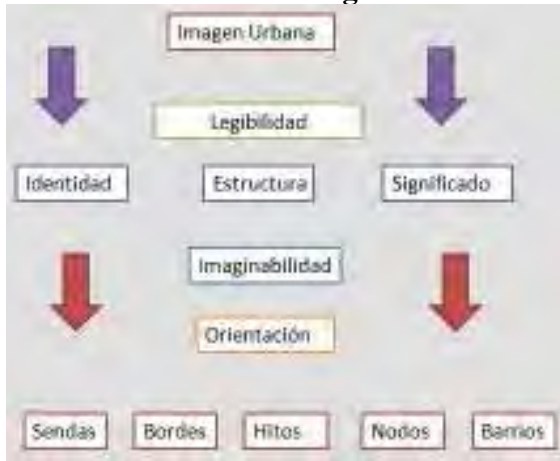 Imagen Urbana
Legibilidad
Identidad Estructura Significado
Imaginabilidad
Orientación
Sendas Bordes Hitos Nodos Barrios